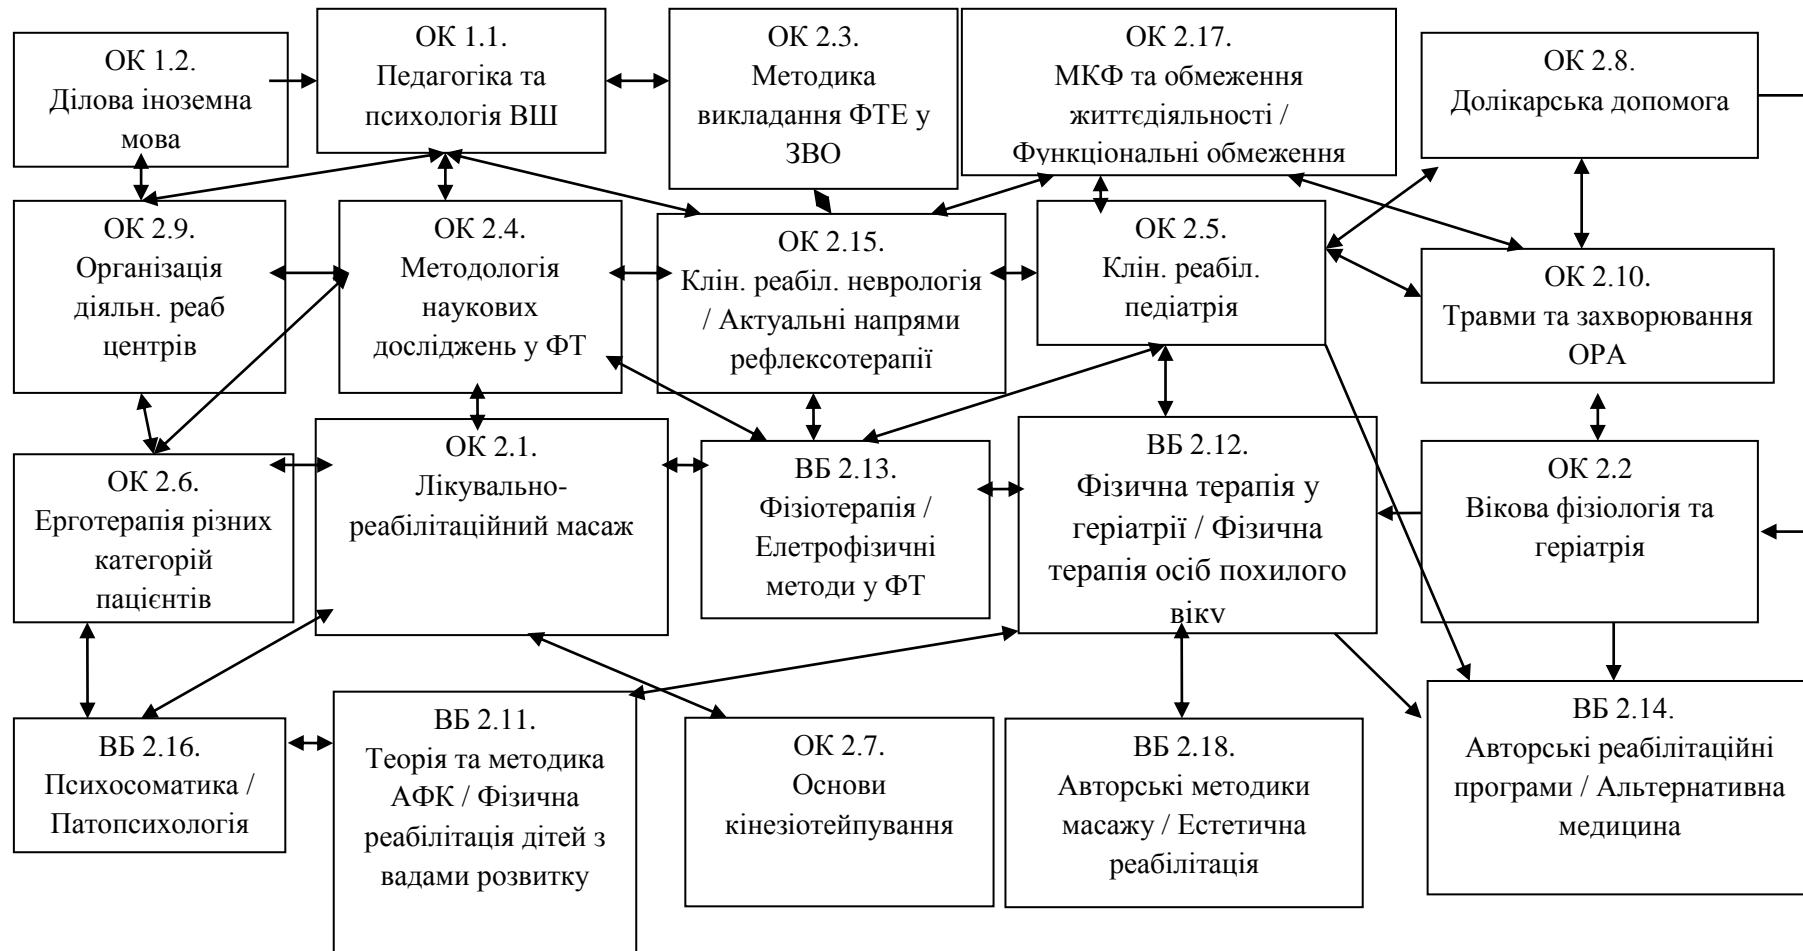 ОК 1.2.
Ділова іноземна
мова
ОК 1.1.
Педагогіка та
психологія ВШ
ОК 2.3.
Методика
викладання ФТЕ у
ЗВО
ОК 2.17.
МКФ та обмеження
життєдіяльності /
Функціональні обмеження
ОК 2.8.
Долікарська допомога
ОК 2.9.
Організація
діяльн. реаб
центрів
ОК 2.4.
Методологія
наукових
досліджень у ФТ
ОК 2.15.
Клін. реабіл. неврологія
/ Актуальні напрями
рефлексотерапії
ОК 2.5.
Клін. реабіл.
педіатрія
ОК 2.10.
Травми та захворювання
ОРА
ОК 2.6.
Ерготерапія різних
категорій
пацієнтів
ОК 2.1.
Лікувально-
реабілітаційний масаж
ВБ 2.13.
Фізіотерапія /
Елетрофізичні
методи у ФТ
ВБ 2.12.
Фізична терапія у
геріатрії / Фізична
терапія осіб похилого
віку
ОК 2.2
Вікова фізіологія та
геріатрія
ВБ 2.16.
Психосоматика /
Патопсихологія
ВБ 2.11.
Теорія та методика
АФК / Фізична
реабілітація дітей з
вадами розвитку
ОК 2.7.
Основи
кінезіотейпування
ВБ 2.18.
Авторські методики
масажу / Естетична
реабілітація
ВБ 2.14.
Авторські реабілітаційні
програми / Альтернативна
медицина